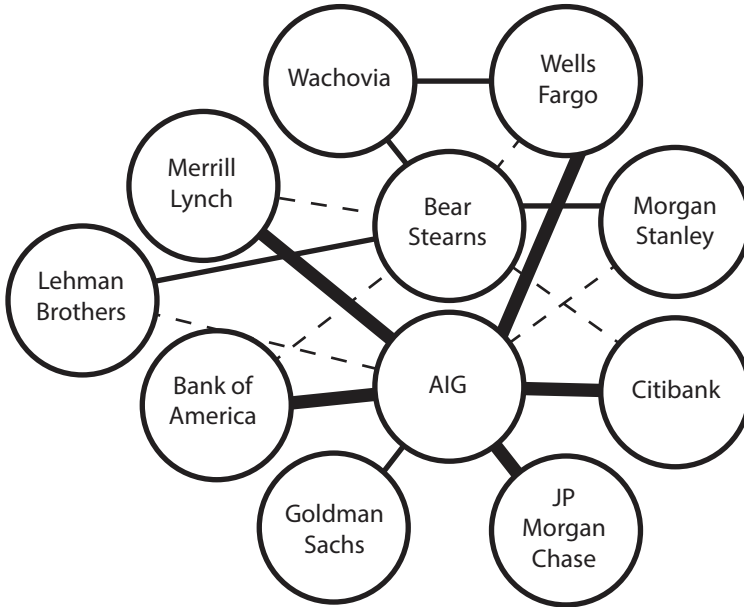 Wachovia
Wells
Fargo
Merrill
Lynch
Bear
Stearns
Morgan
Stanley
Lehman
Brothers
Bank of
America
AIG
Citibank
Goldman
Sachs
JP
Morgan
Chase